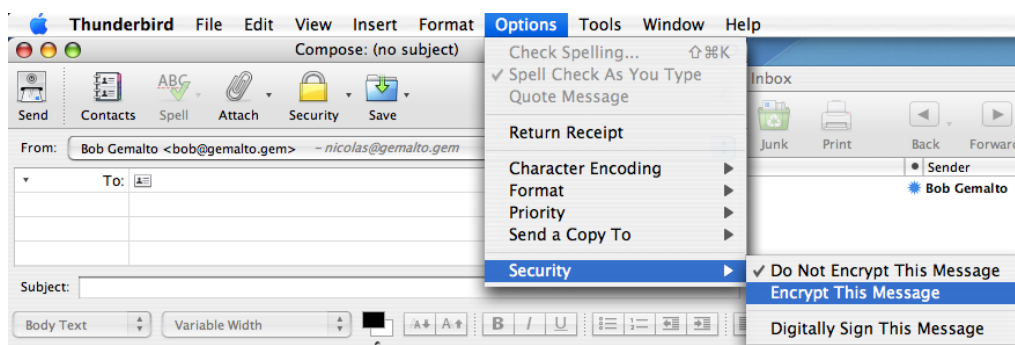 Thunderbird File Edit View Insert Format Options Tools Window Help
Compose: (no subject)
Check Spelling... ⇧⌘K
✓ Spell Check As You Type
Quote Message
Return Receipt
Character Encoding ▶
Format ▶
Priority ▶
Send a Copy To ▶
Security ▶
✓ Do Not Encrypt This Message
Encrypt This Message
Digitally Sign This Message
Inbox
Junk Print Back Forward
Sender
Bob Gemalto
ABC
Send Contacts Spell Attach Security Save
From: Bob Gemalto <bob@gemalto.gem> – nicolas@gemalto.gem
To:
Subject:
Body Text Variable Width A A B I U